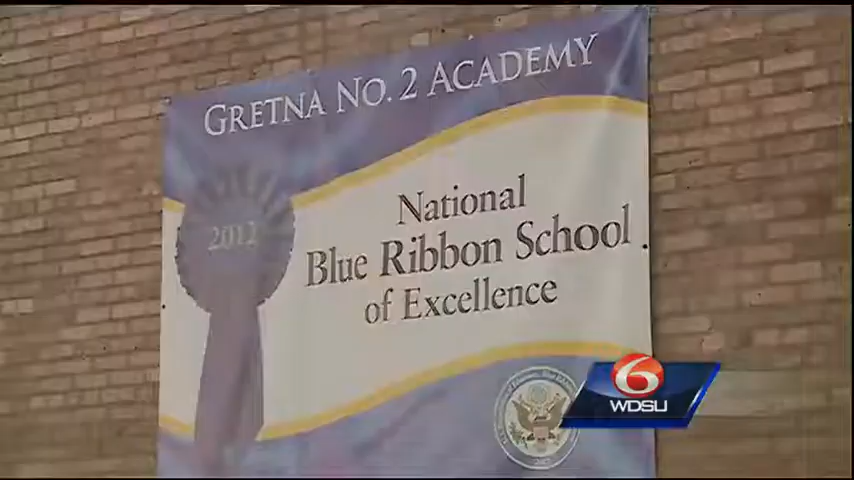 GRETNA NO. 2 ACADEMY
2012
National
Blue Ribbon School
of Excellence
6
WDSU